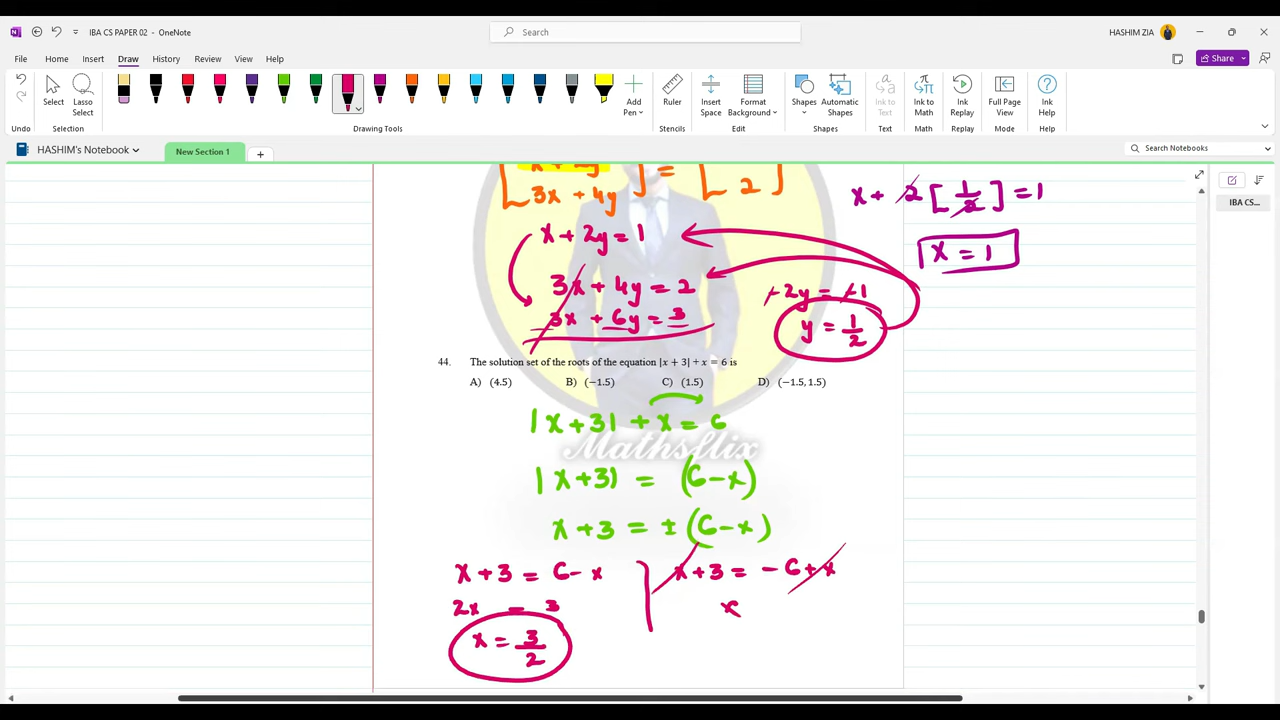 IBA CS PAPER 02 - OneNote
Search
HASHIM ZIA
File Home Insert Draw History Review View Help
Share
Select
Lasso Select
Add Pen
Ruler
Insert Space
Format Background
Shapes
Automatic Shapes
Ink to Text
Ink to Math
Ink Replay
Full Page View
Ink Help
Undo Selection Drawing Tools Stencils Edit Shapes Text Math Replay Mode Help
HASHIM's Notebook
New Section 1
+
Search Notebooks
IBA CS...
3x + 4y
=
2
x + 2 [ 1/2 ] = 1
x = 1
x + 2y = 1
3x + 4y = 2
3x + 6y = 3
-2y = -1
y = 1/2
44. The solution set of the roots of the equation |x + 3| + x = 6 is
A) (4.5) B) (−1.5) C) (1.5) D) (−1.5, 1.5)
|x + 3| + x = 6
Mathsflix
|x + 3| = (6 - x)
x + 3 = ± (6 - x)
x + 3 = 6 - x
2x = 3
x = 3/2
x + 3 = - 6 + x
x